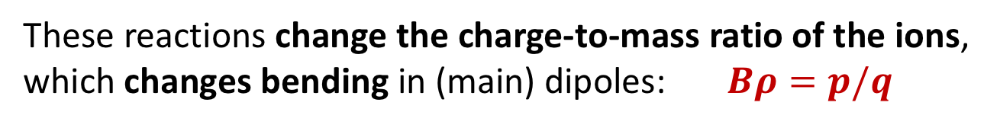 These reactions change the charge-to-mass ratio of the ions,
which changes bending in (main) dipoles: Bρ = p/q